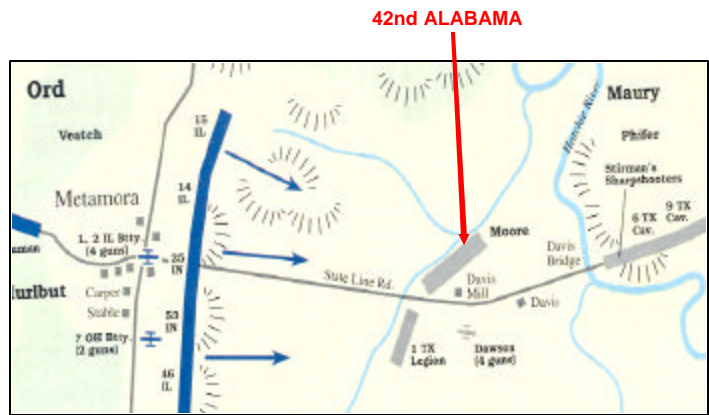 42nd ALABAMA
Ord
Veatch
Metamora
1, 2 IL Btty.
(4 guns)
Hurlbut
Carper
Stable
7 OH Btty.
(2 guns)
15
IL
14
IL
25
IN
53
IN
46
IL
State Line Rd.
Moore
Davis
Mill
Davis
1 TX
Legion
Dawson
(4 guns)
Davis
Bridge
Hatchie River
Maury
Phifer
Stirman's
Sharpshooters
6 TX
Cav.
9 TX
Cav.